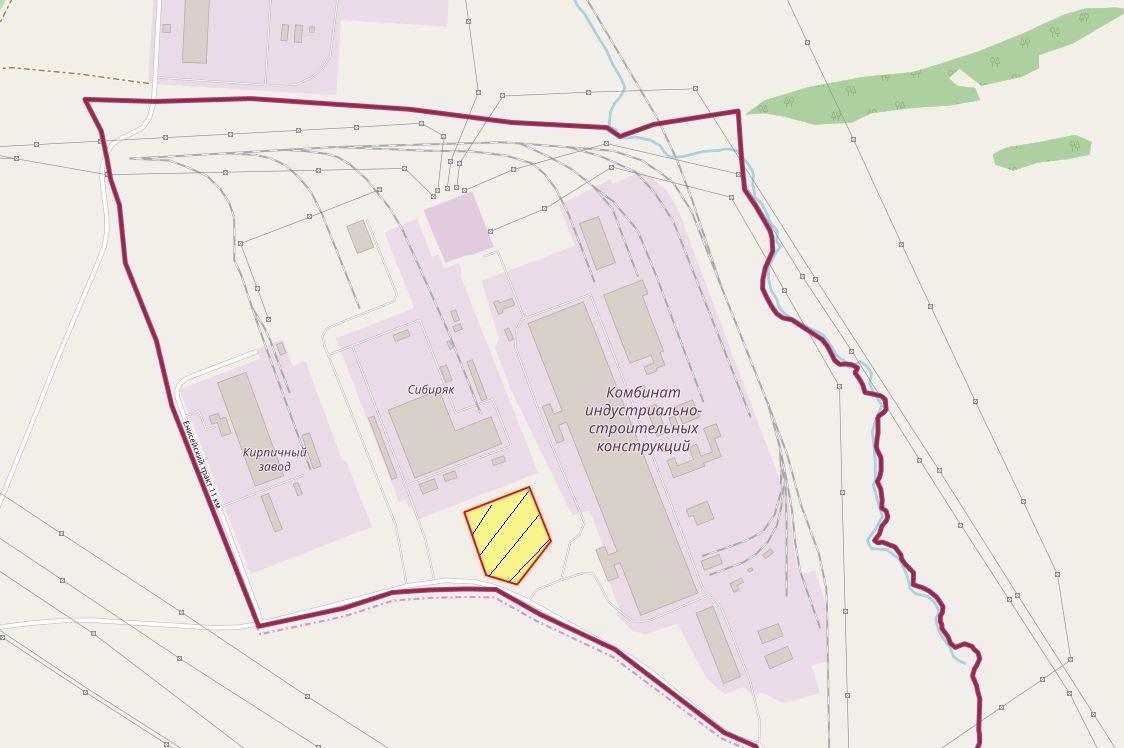 Сибиряк
Комбинат
индустриально-
строительных
конструкций
Кирпичный
завод
Енисейский тракт 11 км